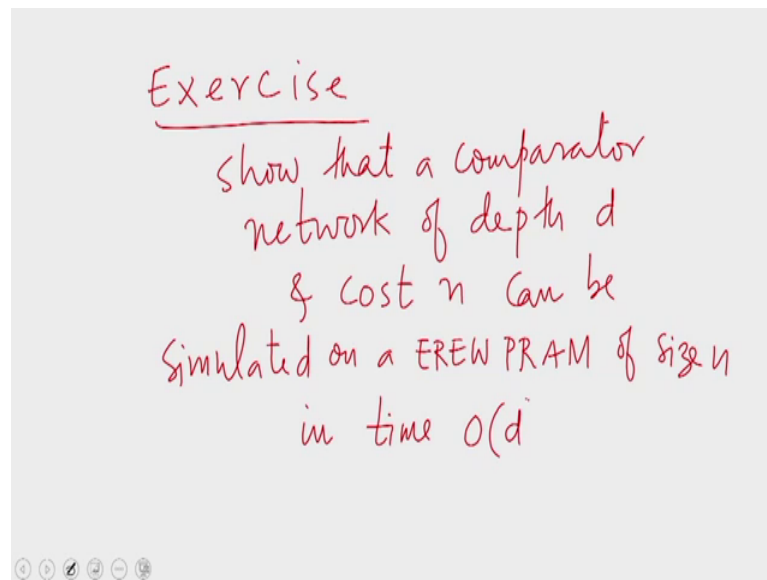 Exercise
show that a comparator
network of depth d
& cost n can be
simulated on a EREW PRAM of size n
in time O(d